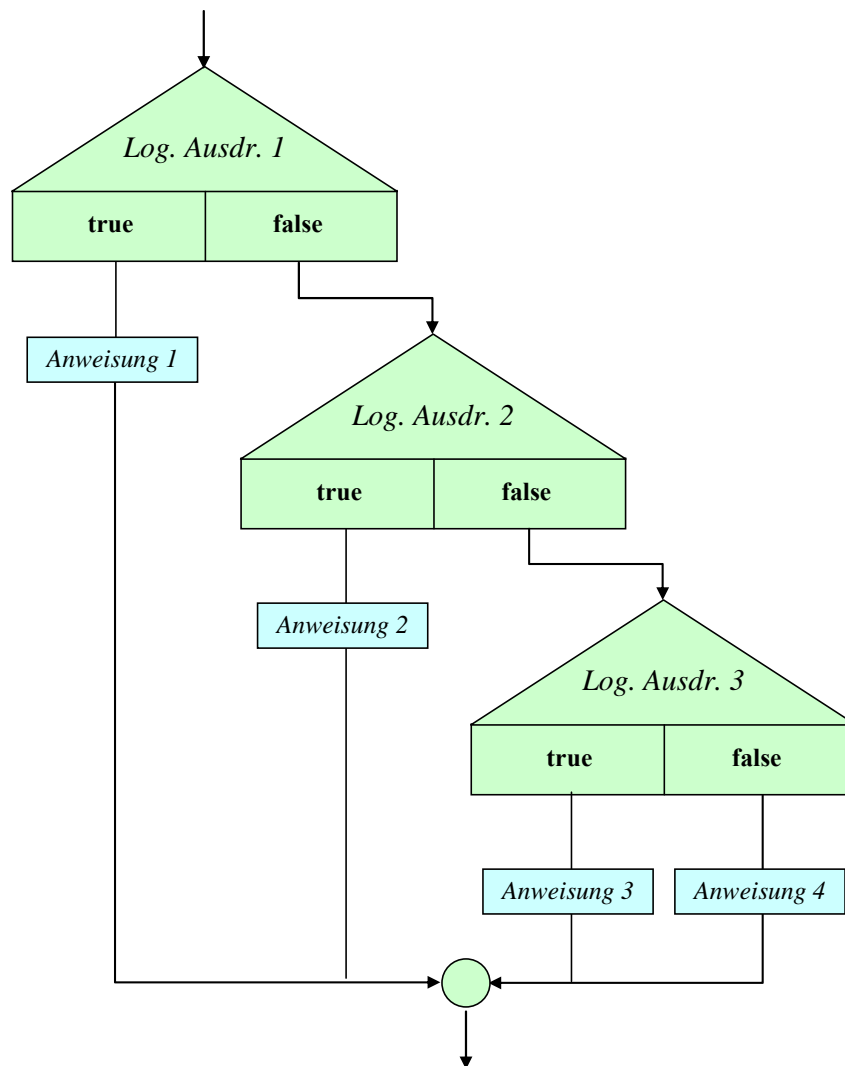 Log. Ausdr. 1
true false
Anweisung 1
Log. Ausdr. 2
true false
Anweisung 2
Log. Ausdr. 3
true false
Anweisung 3 Anweisung 4